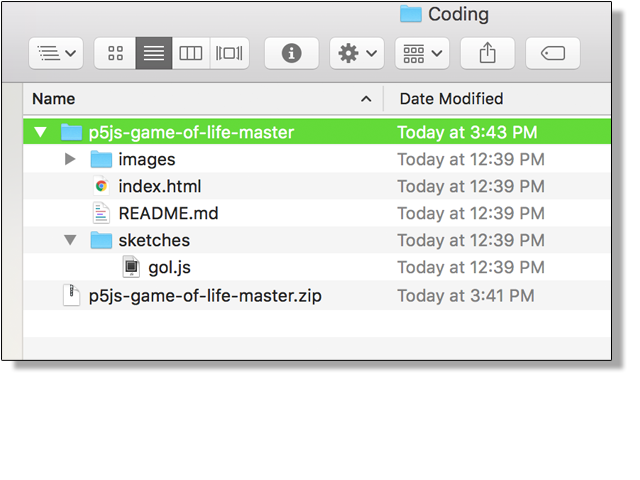 Coding
Name Date Modified
p5js-game-of-life-master Today at 3:43 PM
images Today at 12:39 PM
index.html Today at 12:39 PM
README.md Today at 12:39 PM
sketches Today at 12:39 PM
gol.js Today at 12:39 PM
p5js-game-of-life-master.zip Today at 3:41 PM